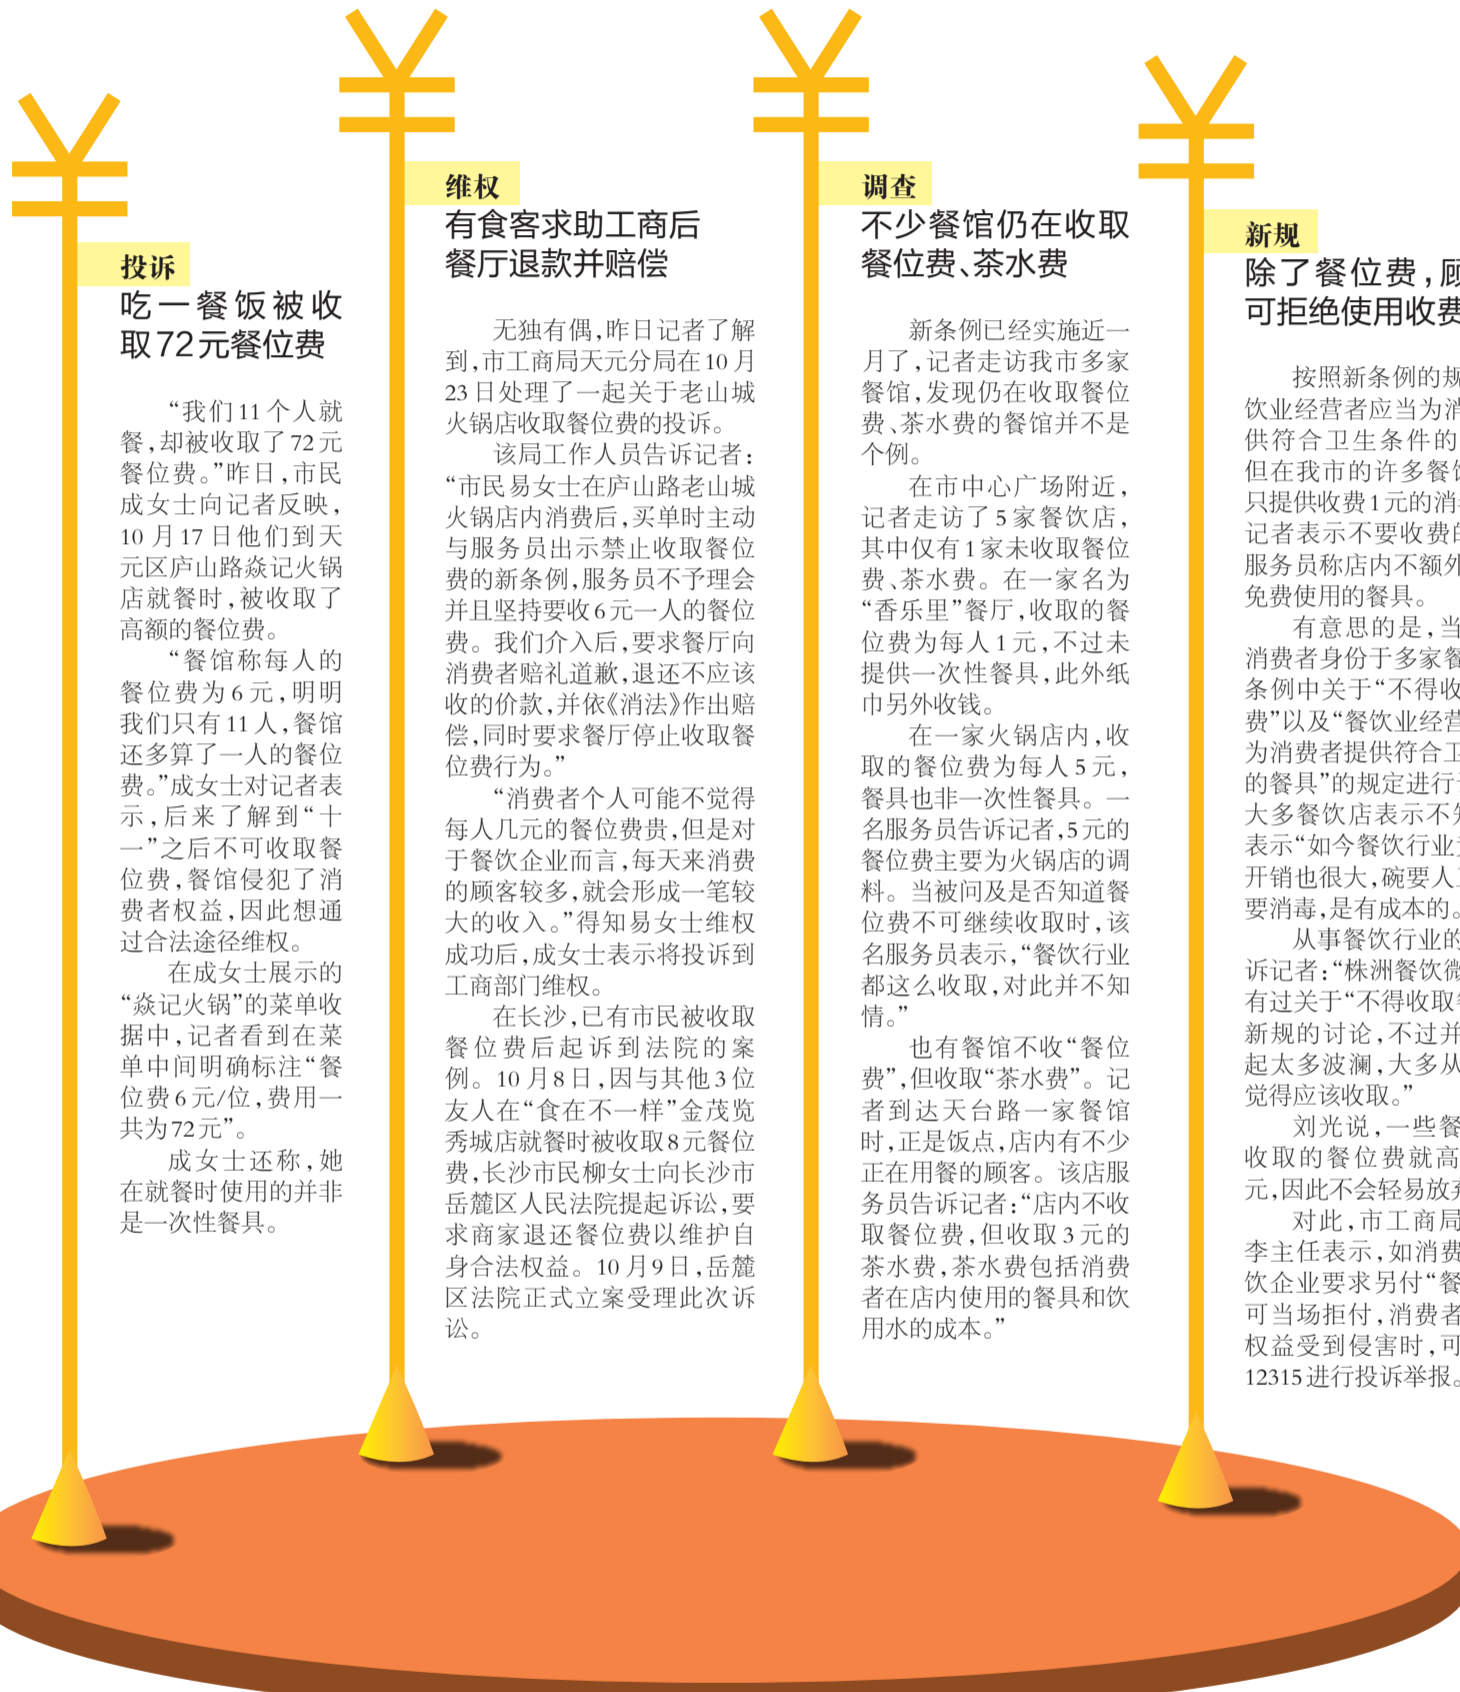 投诉
吃一餐饭被收
取72元餐位费
“我们11个人就
餐,却被收取了72元
餐位费。”昨日,市民
成女士向记者反映,
10月17日他们到天
元区庐山路焱记火锅
店就餐时,被收取了
高额的餐位费。
“餐馆称每人的
餐位费为6元,明明
我们只有11人,餐馆
还多算了一人的餐位
费。”成女士对记者表
示,后来了解到“十
一”之后不可收取餐
位费,餐馆侵犯了消
费者权益,因此想通
过合法途径维权。
在成女士展示的
“焱记火锅”的菜单收
据中,记者看到在菜
单中间明确标注“餐
位费6元/位,费用一
共为72元”。
成女士还称,她
在就餐时使用的并非
是一次性餐具。
维权
有食客求助工商后
餐厅退款并赔偿
无独有偶,昨日记者了解
到,市工商局天元分局在10月
23日处理了一起关于老山城
火锅店收取餐位费的投诉。
该局工作人员告诉记者:
“市民易女士在庐山路老山城
火锅店内消费后,买单时主动
与服务员出示禁止收取餐位
费的新条例,服务员不予理会
并且坚持要收6元一人的餐位
费。我们介入后,要求餐厅向
消费者赔礼道歉,退还不应该
收的价款,并依《消法》作出赔
偿,同时要求餐厅停止收取餐
位费行为。”
“消费者个人可能不觉得
每人几元的餐位费贵,但是对
于餐饮企业而言,每天来消费
的顾客较多,就会形成一笔较
大的收入。”得知易女士维权
成功后,成女士表示将投诉到
工商部门维权。
在长沙,已有市民被收取
餐位费后起诉到法院的案
例。10月8日,因与其他3位
友人在“食在不一样”金茂览
秀城店就餐时被收取8元餐位
费,长沙市民柳女士向长沙市
岳麓区人民法院提起诉讼,要
求商家退还餐位费以维护自
身合法权益。10月9日,岳麓
区法院正式立案受理此次诉
讼。
调查
不少餐馆仍在收取
餐位费、茶水费
新条例已经实施近一
月了,记者走访我市多家
餐馆,发现仍在收取餐位
费、茶水费的餐馆并不是
个例。
在市中心广场附近,
记者走访了5家餐饮店,
其中仅有1家未收取餐位
费、茶水费。在一家名为
“香乐里”餐厅,收取的餐
位费为每人1元,不过未
提供一次性餐具,此外纸
巾另外收钱。
在一家火锅店内,收
取的餐位费为每人5元,
餐具也非一次性餐具。一
名服务员告诉记者,5元的
餐位费主要为火锅店的调
料。当被问及是否知道餐
位费不可继续收取时,该
名服务员表示,“餐饮行业
都这么收取,对此并不知
情。”
也有餐馆不收“餐位
费”,但收取“茶水费”。记
者到达天台路一家餐馆
时,正是饭点,店内有不少
正在用餐的顾客。该店服
务员告诉记者:“店内不收
取餐位费,但收取3元的
茶水费,茶水费包括消费
者在店内使用的餐具和饮
用水的成本。”
新规
除了餐位费,顾
可拒绝使用收费
按照新条例的规
饮业经营者应当为消
供符合卫生条件的
但在我市的许多餐饮
只提供收费1元的消
记者表示不要收费的
服务员称店内不额外
免费使用的餐具。
有意思的是,当
消费者身份于多家餐
条例中关于“不得收
费”以及“餐饮业经营
为消费者提供符合卫
的餐具”的规定进行
大多餐饮店表示不知
表示“如今餐饮行业
开销也很大,碗要人
要消毒,是有成本的。
从事餐饮行业的
诉记者:“株洲餐饮微
有过关于“不得收取
新规的讨论,不过并
起太多波澜,大多从
觉得应该收取。”
刘光说,一些餐
收取的餐位费就高
元,因此不会轻易放弃
对此,市工商局
李主任表示,如消费
饮企业要求另付“餐
可当场拒付,消费者
权益受到侵害时,可
12315进行投诉举报。